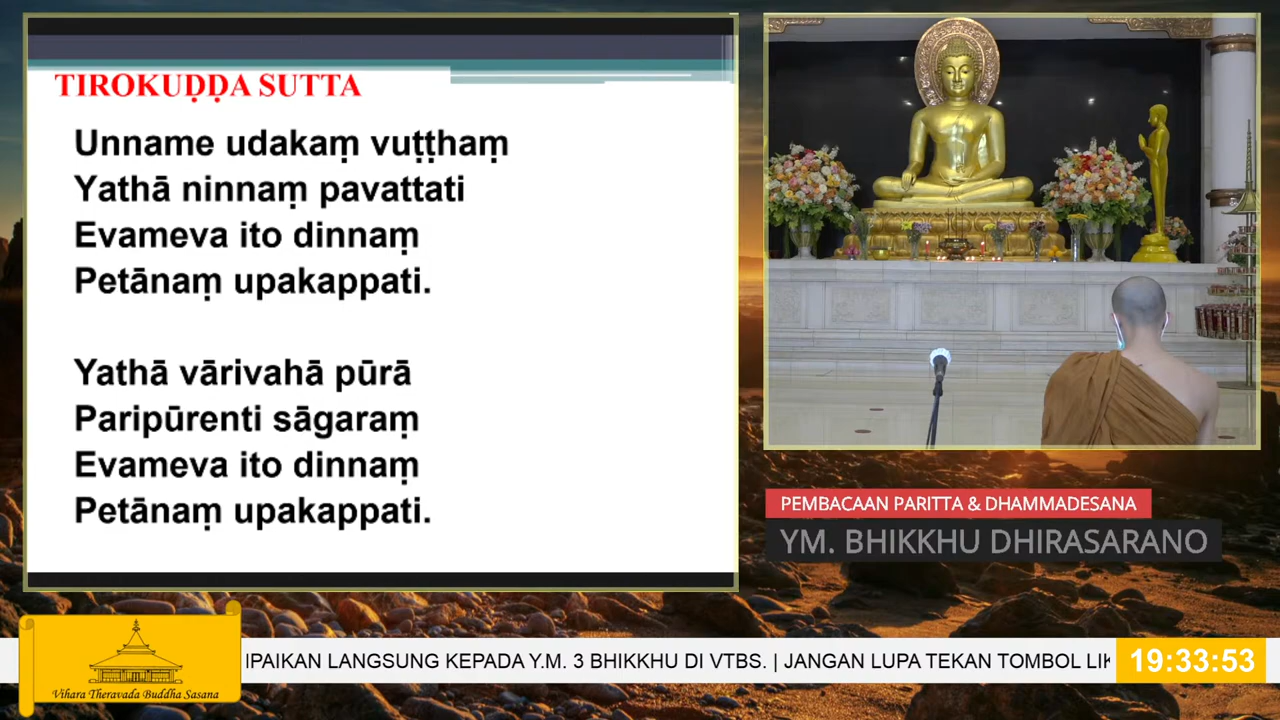 TIROKUḌḌA SUTTA
Unname udakaṃ vuṭṭhaṃ
Yathā ninnaṃ pavattati
Evameva ito dinnaṃ
Petānaṃ upakappati.
Yathā vārivahā pūrā
Paripūrenti sāgaraṃ
Evameva ito dinnaṃ
Petānaṃ upakappati.
PEMBACAAN PARITTA & DHAMMADESANA
YM. BHIKKHU DHIRASARANO
Vihara Theravada Buddha Sasana
IPAIKAN LANGSUNG KEPADA Y.M. 3 BHIKKHU DI VTBS. | JANGAN LUPA TEKAN TOMBOL LIK
19:33:53